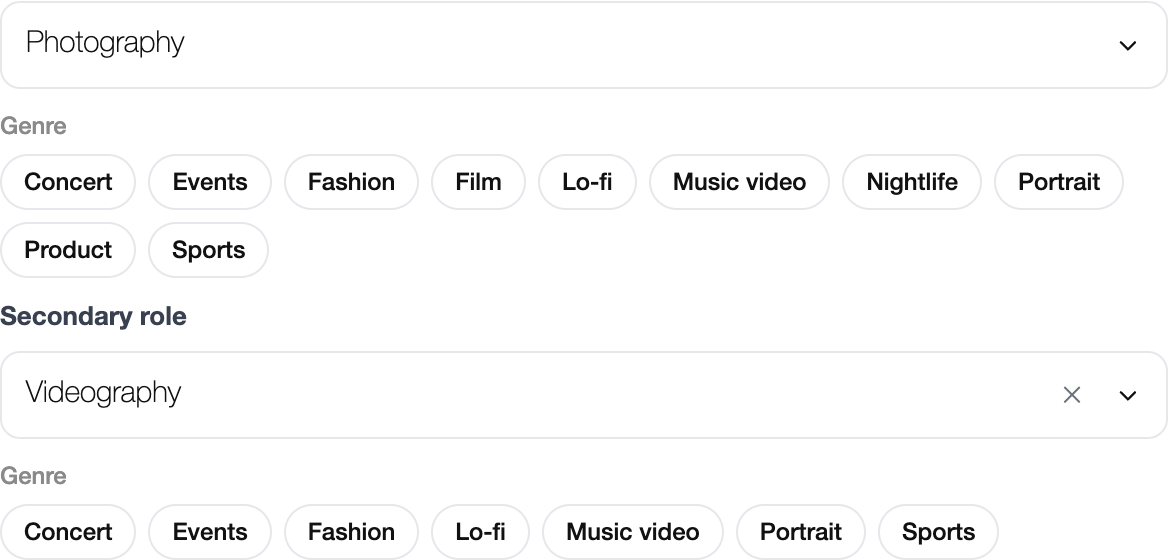 Photography
Genre
Concert Events Fashion Film Lo-fi Music video Nightlife Portrait
Product Sports
Secondary role
Videography
Genre
Concert Events Fashion Lo-fi Music video Portrait Sports